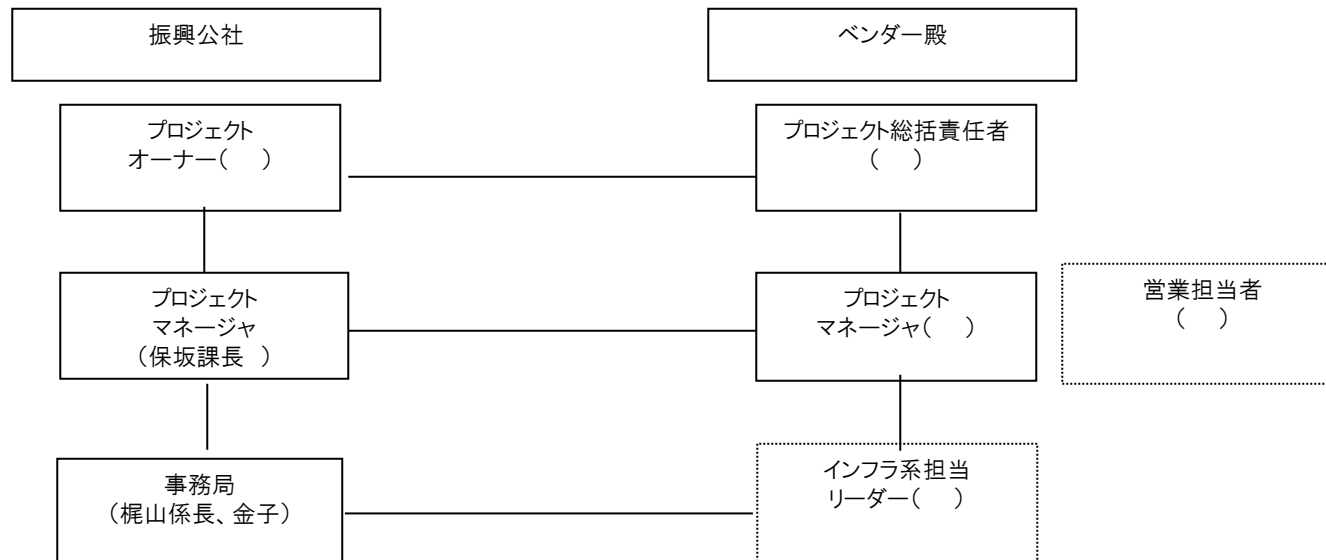 振興公社
ベンダー殿
プロジェクト
オーナー(　　)
プロジェクト総括責任者
(　　)
プロジェクト
マネージャ
(保坂課長　)
プロジェクト
マネージャ(　　)
営業担当者
(　　)
事務局
(梶山係長、金子)
インフラ系担当
リーダー(　　)